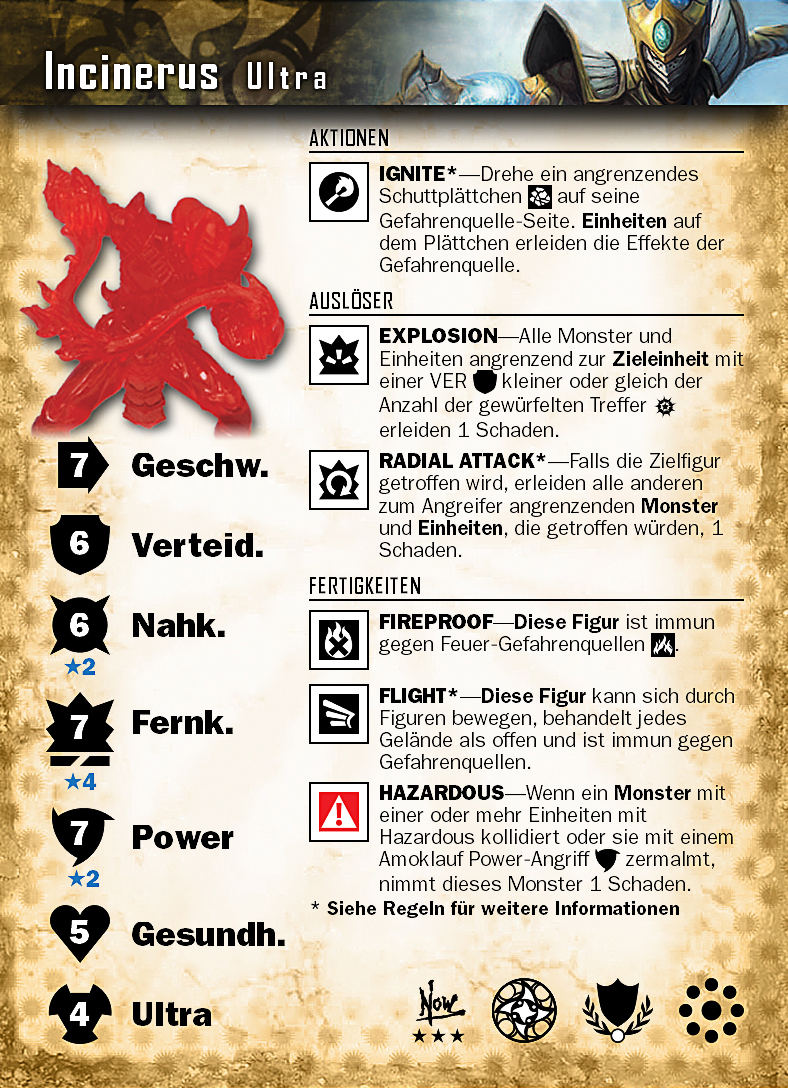 Incinerus Ultra
AKTIONEN
IGNITE*—Drehe ein angrenzendes
Schuttplättchen auf seine
Gefahrenquelle-Seite. Einheiten auf
dem Plättchen erleiden die Effekte der
Gefahrenquelle.
AUSLÖSER
EXPLOSION—Alle Monster und
Einheiten angrenzend zur Zieleinheit mit
einer VER kleiner oder gleich der
Anzahl der gewürfelten Treffer
erleiden 1 Schaden.
RADIAL ATTACK*—Falls die Zielfigur
getroffen wird, erleiden alle anderen
zum Angreifer angrenzenden Monster
und Einheiten, die getroffen würden, 1
Schaden.
FERTIGKEITEN
FIREPROOF—Diese Figur ist immun
gegen Feuer-Gefahrenquellen .
FLIGHT*—Diese Figur kann sich durch
Figuren bewegen, behandelt jedes
Gelände als offen und ist immun gegen
Gefahrenquellen.
HAZARDOUS—Wenn ein Monster mit
einer oder mehr Einheiten mit
Hazardous kollidiert oder sie mit einem
Amoklauf Power-Angriff zermalmt,
nimmt dieses Monster 1 Schaden.
* Siehe Regeln für weitere Informationen
7 Geschw.
6 Verteid.
6 Nahk.
★2
7 Fernk.
★4
7 Power
★2
5 Gesundh.
4 Ultra
Now
★★★